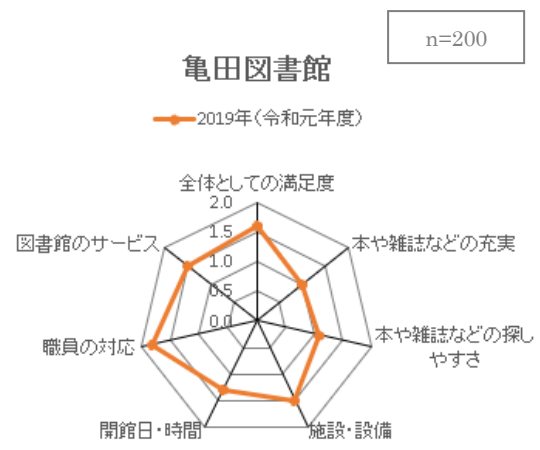 n=200
亀田図書館
2019年(令和元年度)
全体としての満足度
2.0
1.5
1.0
0.5
0.0
本や雑誌などの充実
本や雑誌などの探し
やすさ
施設・設備
開館日・時間
職員の対応
図書館のサービス